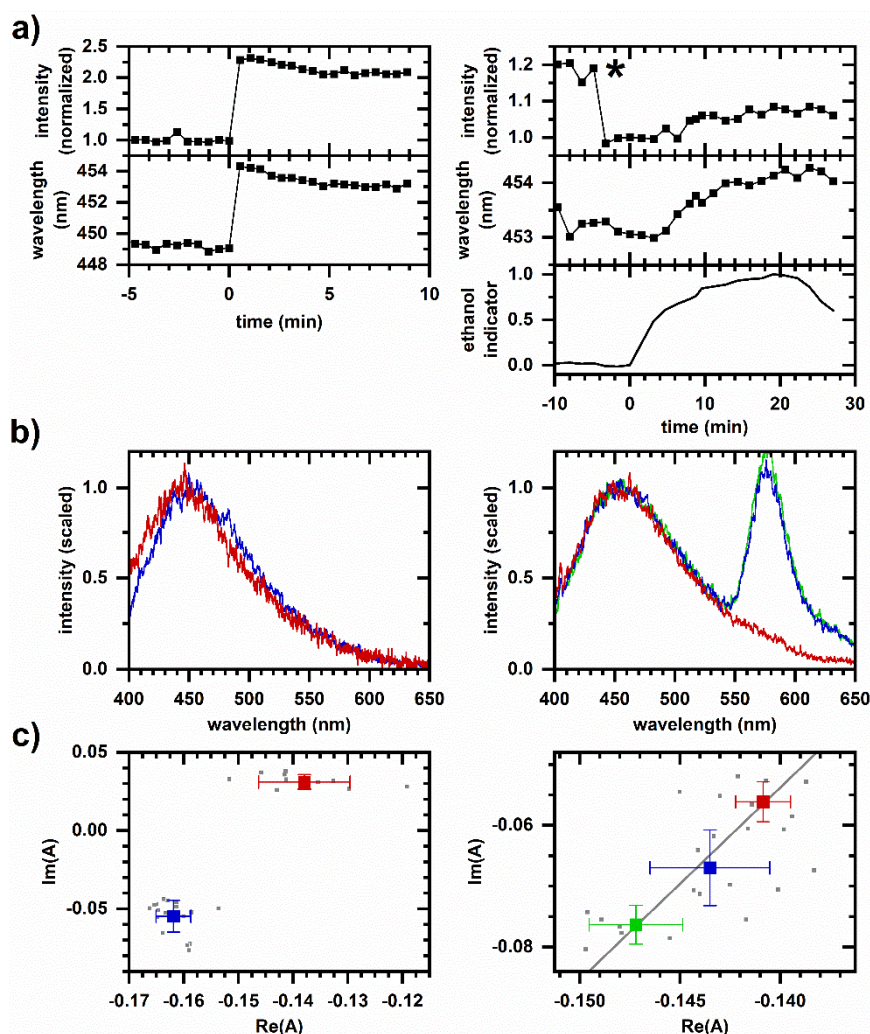 a)
intensity
(normalized)
2.5
2.0
1.5
1.0
wavelength
(nm)
454
452
450
448
-5
0
5
10
time (min)
intensity
(normalized)
1.2
1.1
1.0
*
wavelength
(nm)
454
453
ethanol
indicator
1.0
0.5
0.0
-10
0
10
20
30
time (min)
b)
intensity (scaled)
1.0
0.5
0.0
400
450
500
550
600
650
wavelength (nm)
intensity (scaled)
1.0
0.5
0.0
400
450
500
550
600
650
wavelength (nm)
c)
Im(A)
0.05
0.00
-0.05
-0.17
-0.16
-0.15
-0.14
-0.13
-0.12
Re(A)
Im(A)
-0.06
-0.08
-0.150
-0.145
-0.140
Re(A)